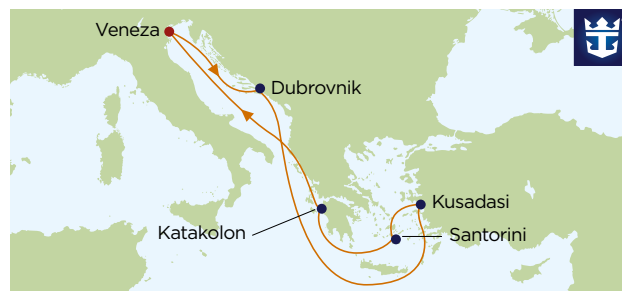 Veneza
Dubrovnik
Kusadasi
Katakolon
Santorini